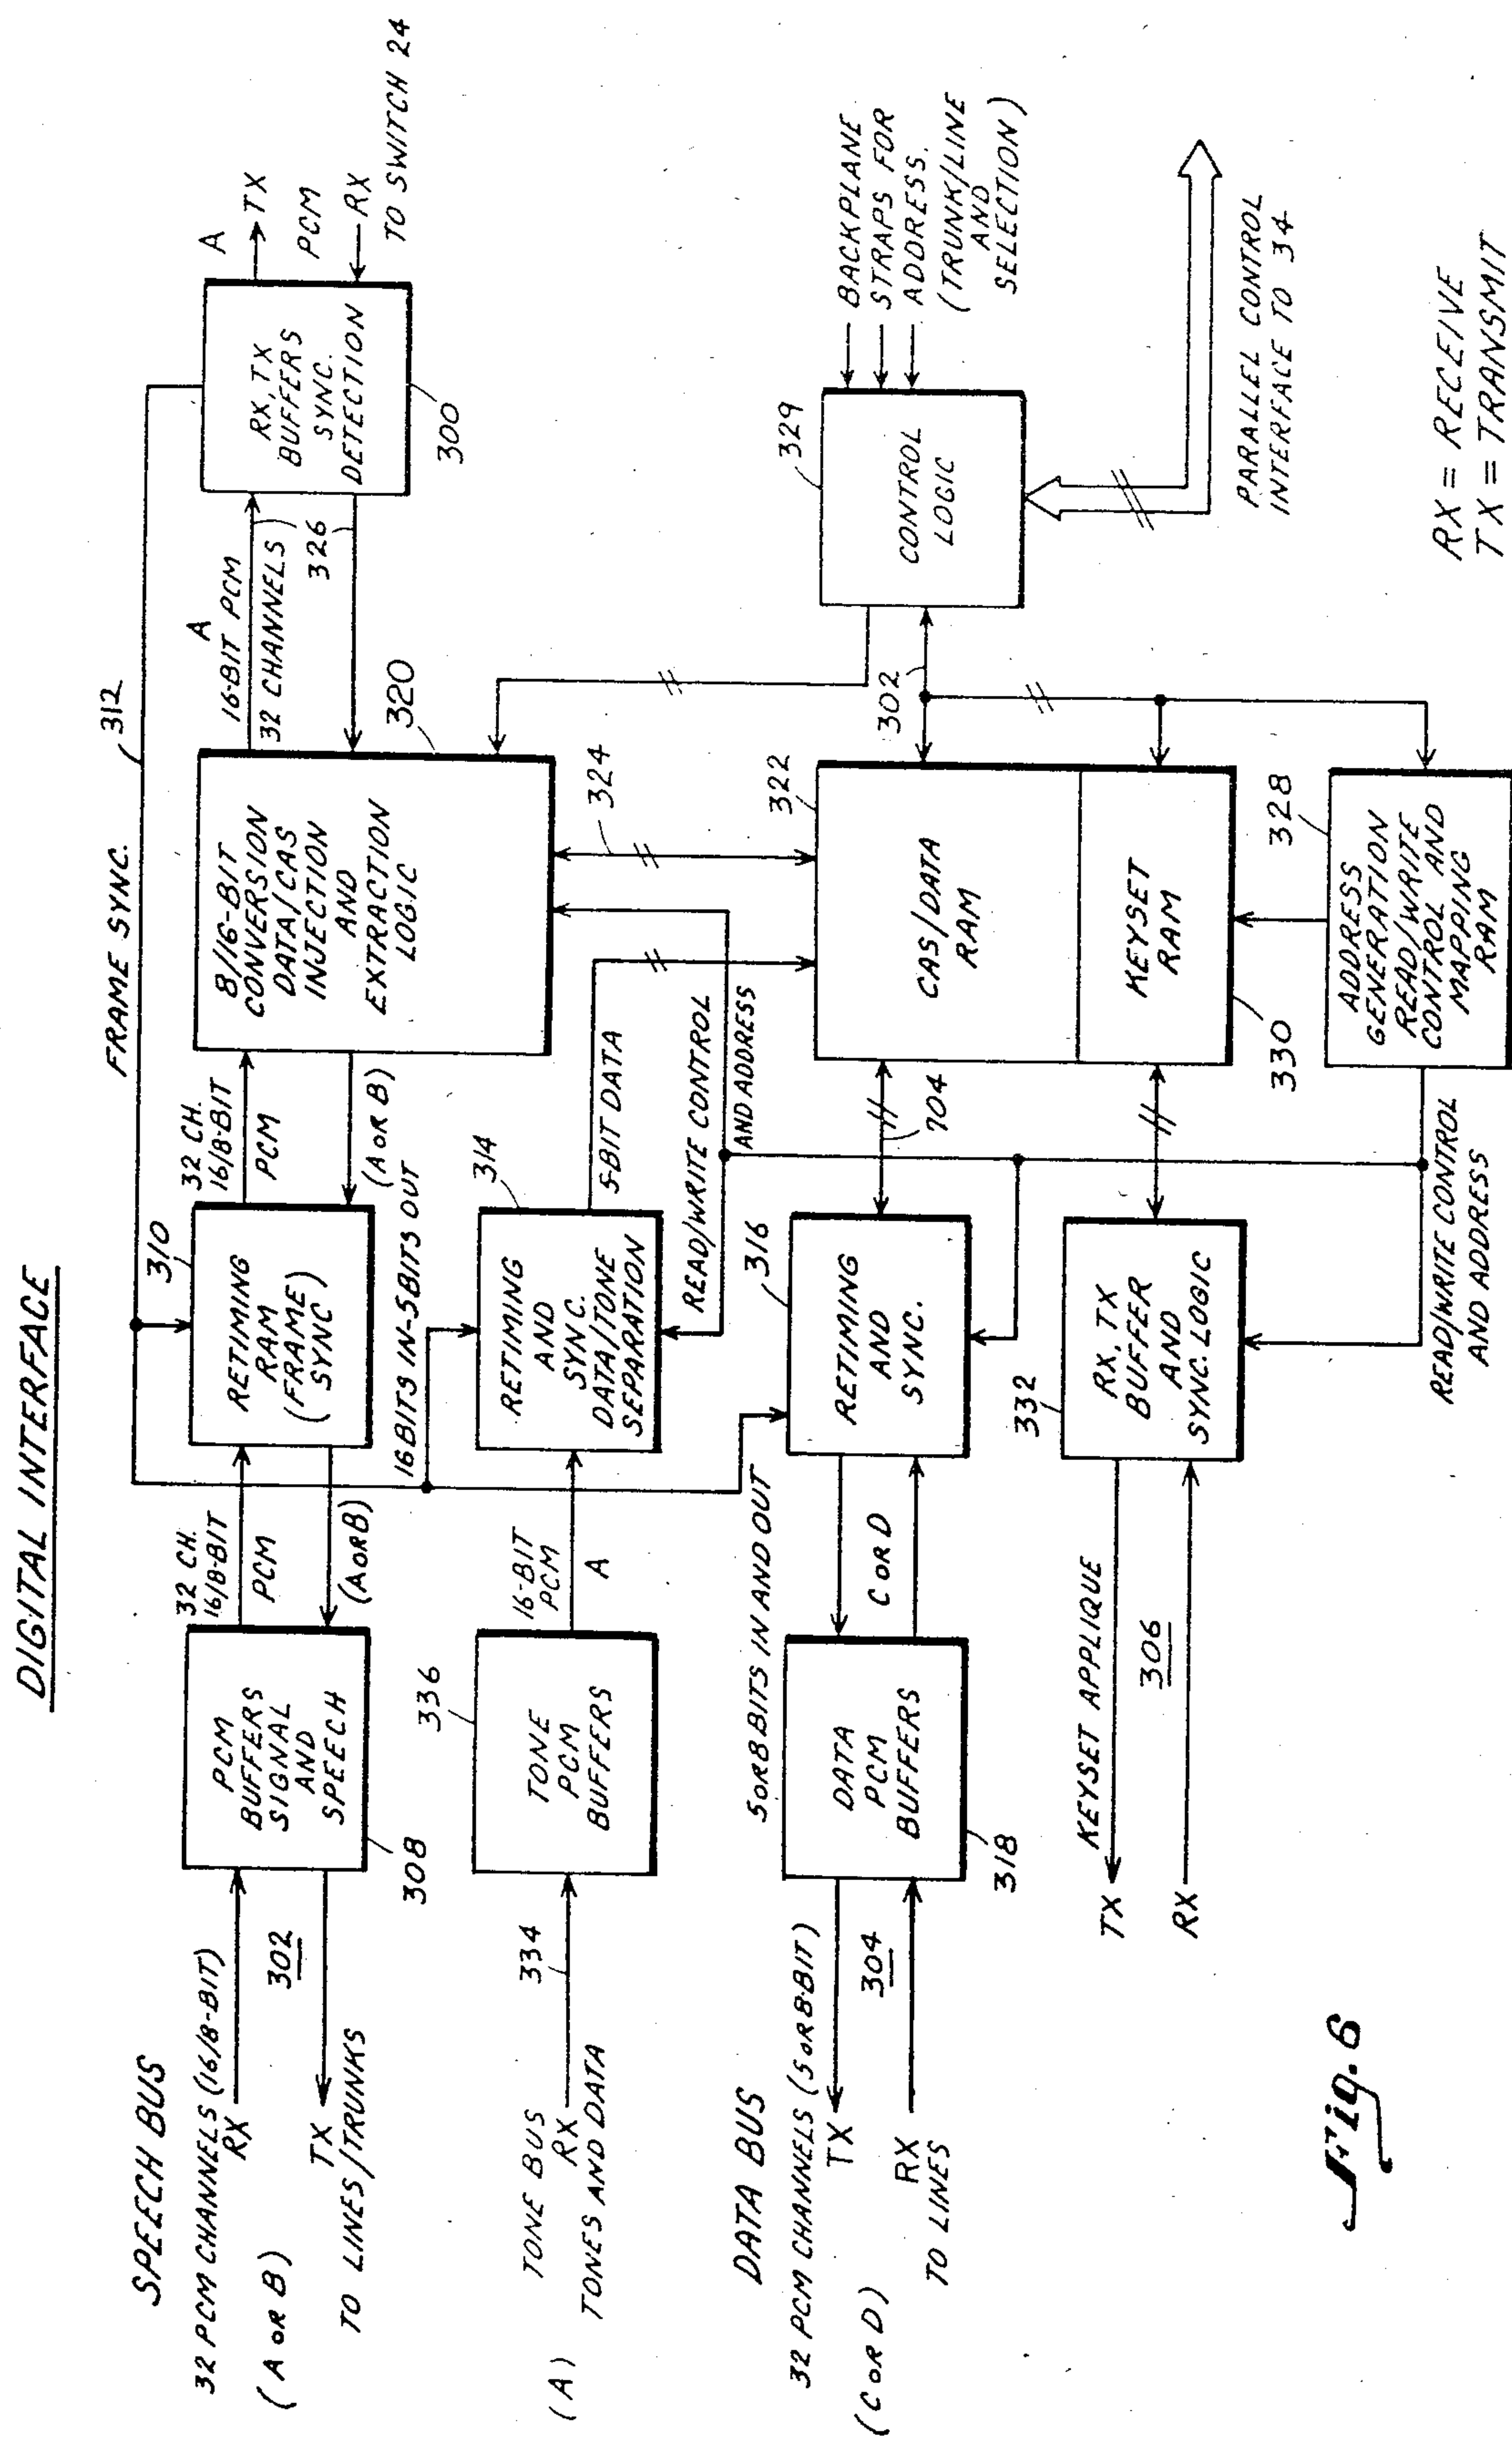 DIGITAL INTERFACE
SPEECH BUS
32 PCM CHANNELS (16/8-BIT)
RX
(A OR B)
302
TX
TO LINES/TRUNKS
PCM
BUFFERS
SIGNAL
AND
SPEECH
308
32 CH.
16/8-BIT
PCM
(A OR B)
310
RETIMING
RAM
(FRAME)
SYNC
FRAME SYNC.
312
32 CH.
16/8-BIT
PCM
(A OR B)
16 BITS IN-5BITS OUT
8/16-BIT
CONVERSION
DATA/CAS
INJECTION
AND
EXTRACTION
LOGIC
320
A
16-BIT PCM
32 CHANNELS)
326
RX, TX
BUFFERS
SYNC.
DETECTION
300
A
TX
PCM
RX
TO SWITCH 24
TONE BUS
RX
(A)
TONES AND DATA
334
336
TONE
PCM
BUFFERS
16-BIT
PCM
A
314
RETIMING
AND
SYNC.
DATA/TONE
SEPARATION
5-BIT DATA
READ/WRITE CONTROL
AND ADDRESS
324
DATA BUS
32 PCM CHANNELS (5 OR 8-BIT)
TX
(C OR D)
304
RX
TO LINES
DATA
PCM
BUFFERS
318
5 OR 8 BITS IN AND OUT
C OR D
316
RETIMING
AND
SYNC.
704
322
CAS/DATA
RAM
KEYSET
RAM
330
302
329
CONTROL
LOGIC
BACKPLANE
STRAPS FOR
ADDRESS.
(TRUNK/LINE
AND
SELECTION)
PARALLEL CONTROL
INTERFACE TO 34
TX
KEYSET APPLIQUE
306
RX
332
RX, TX
BUFFER
AND
SYNC. LOGIC
READ/WRITE CONTROL
AND ADDRESS
328
ADDRESS
GENERATION
READ/WRITE
CONTROL AND
MAPPING
RAM
RX = RECEIVE
TX = TRANSMIT
Fig. 6